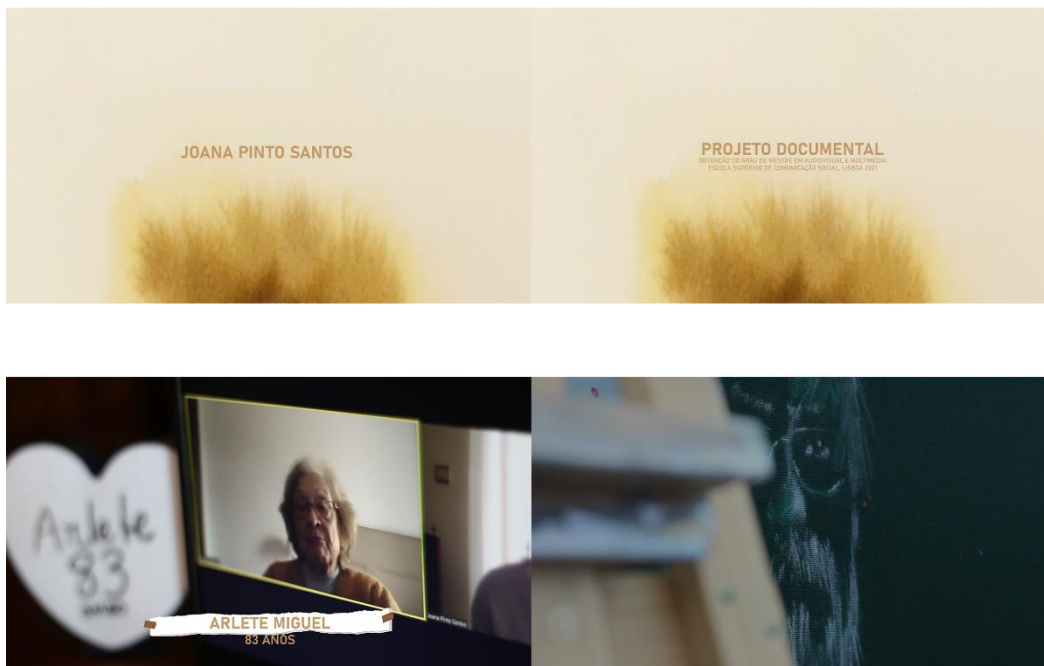 JOANA PINTO SANTOS
PROJETO DOCUMENTAL
OBTENÇÃO DO GRAU DE MESTRE EM AUDIOVISUAL E MULTIMÉDIA
ESCOLA SUPERIOR DE COMUNICAÇÃO SOCIAL, LISBOA 2021
Arlete
83
anos
Joana Pinto Santos
ARLETE MIGUEL
83 ANOS